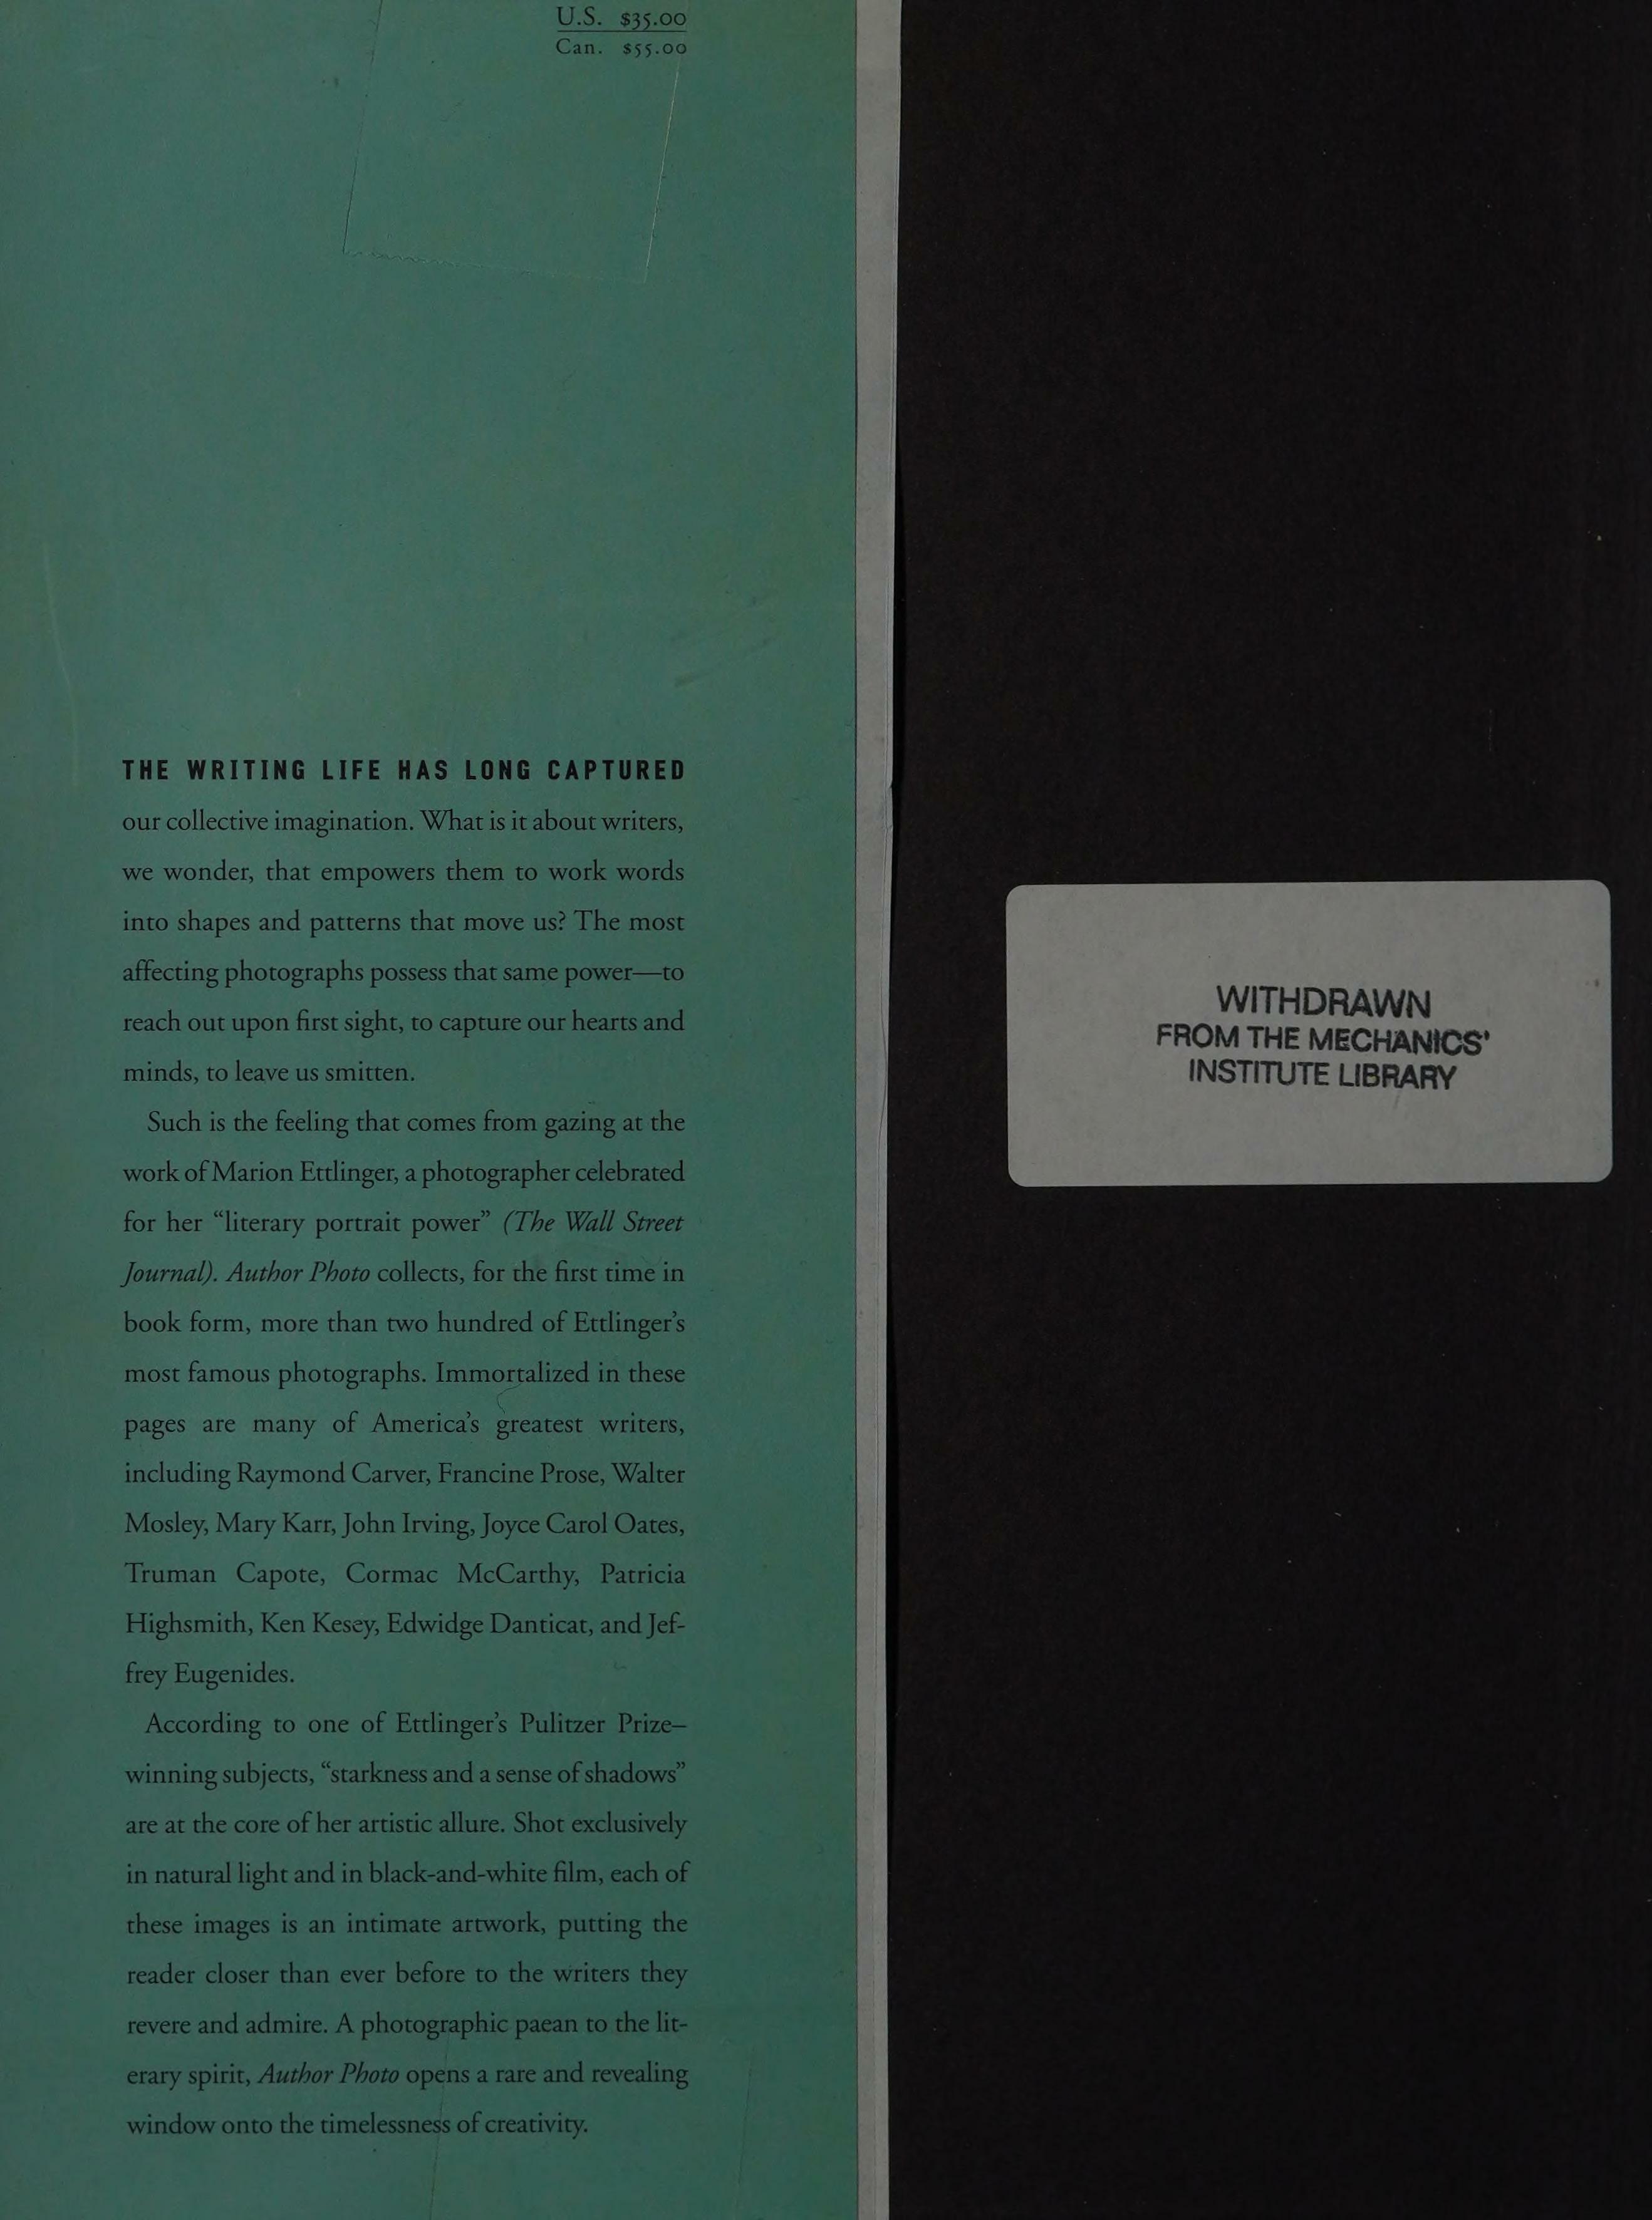 U.S. $35.00
Can. $55.00
THE WRITING LIFE HAS LONG CAPTURED
our collective imagination. What is it about writers,
we wonder, that empowers them to work words
into shapes and patterns that move us? The most
affecting photographs possess that same power—to
reach out upon first sight, to capture our hearts and
minds, to leave us smitten.
Such is the feeling that comes from gazing at the
work of Marion Ettlinger, a photographer celebrated
for her “literary portrait power” (The Wall Street
Journal). Author Photo collects, for the first time in
book form, more than two hundred of Ettlinger’s
most famous photographs. Immortalized in these
pages are many of America’s greatest writers,
including Raymond Carver, Francine Prose, Walter
Mosley, Mary Karr, John Irving, Joyce Carol Oates,
Truman Capote, Cormac McCarthy, Patricia
Highsmith, Ken Kesey, Edwidge Danticat, and Jef-
frey Eugenides.
According to one of Ettlinger’s Pulitzer Prize–
winning subjects, “starkness and a sense of shadows”
are at the core of her artistic allure. Shot exclusively
in natural light and in black-and-white film, each of
these images is an intimate artwork, putting the
reader closer than ever before to the writers they
revere and admire. A photographic paean to the lit-
erary spirit, Author Photo opens a rare and revealing
window onto the timelessness of creativity.
WITHDRAWN
FROM THE MECHANICS'
INSTITUTE LIBRARY